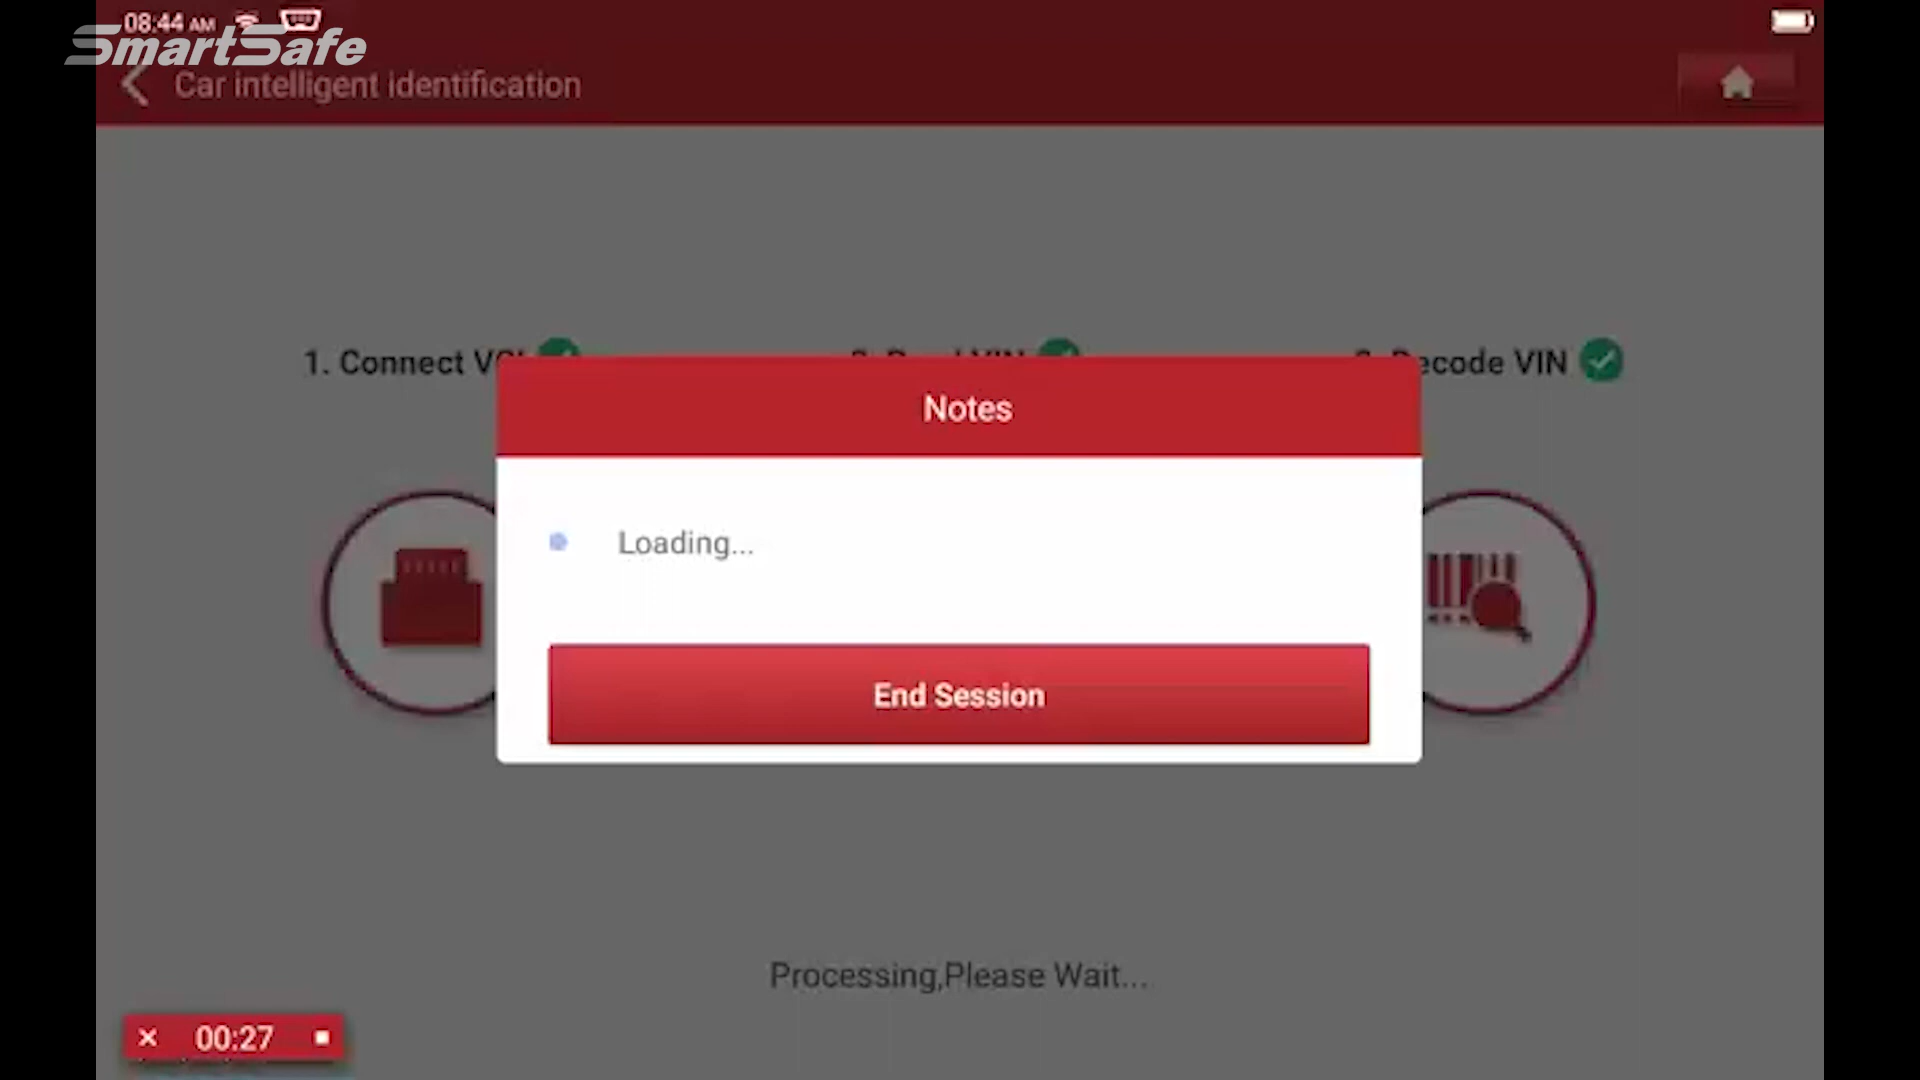 08:44 AM
SmartSafe
Car intelligent identification
1. Connect
Decode VIN
Notes
Loading...
End Session
Processing,Please Wait...
00:27